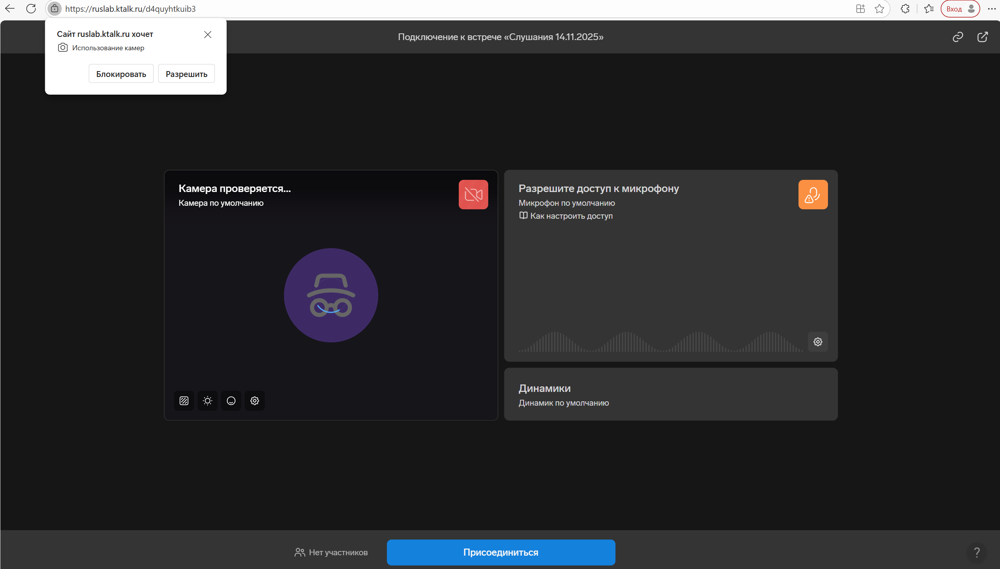 https://ruslab.ktalk.ru/d4quyhtkuib3
Вход
Сайт ruslab.ktalk.ru хочет
Использование камер
Блокировать
Разрешить
Подключение к встрече «Слушания 14.11.2025»
Камера проверяется...
Камера по умолчанию
Разрешите доступ к микрофону
Микрофон по умолчанию
Как настроить доступ
Динамики
Динамик по умолчанию
Нет участников
Присоединиться
?